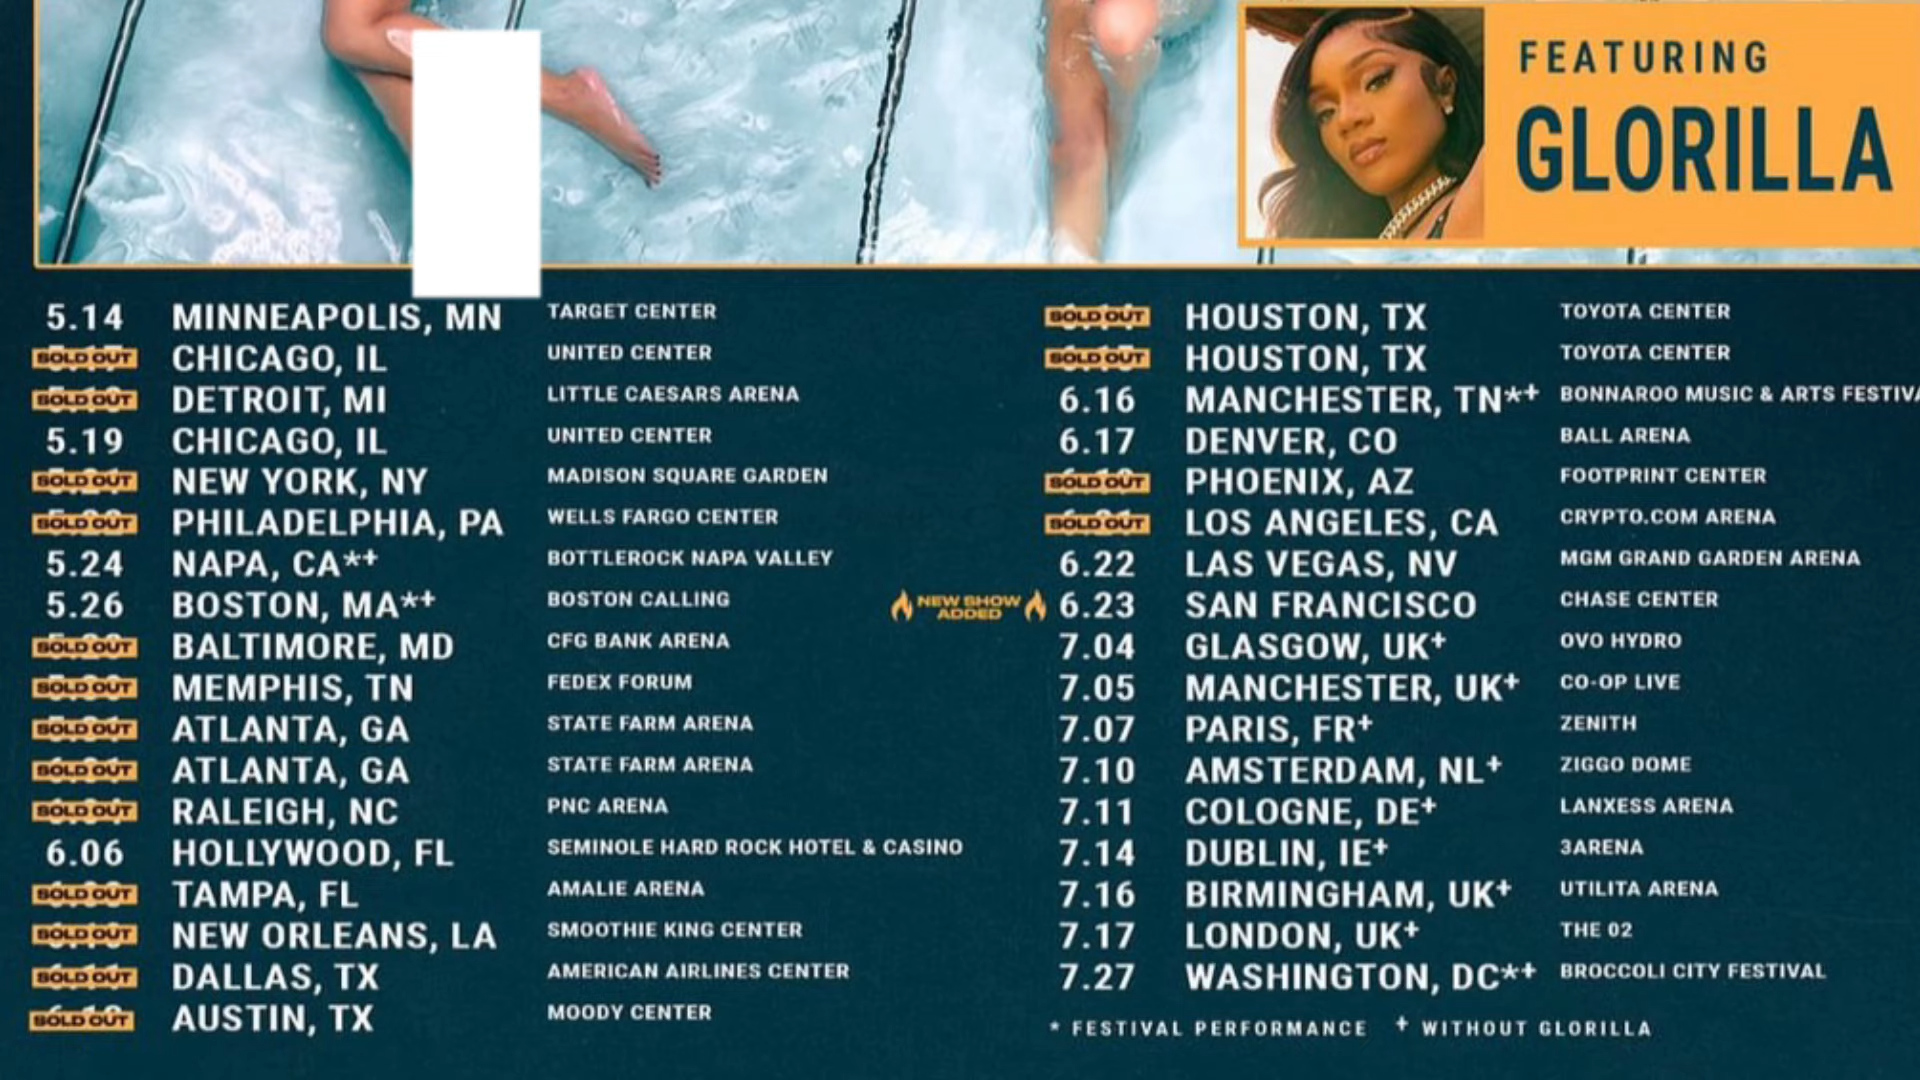 FEATURING
GLORILLA
5.14 MINNEAPOLIS, MN TARGET CENTER
SOLD OUT CHICAGO, IL UNITED CENTER
SOLD OUT DETROIT, MI LITTLE CAESARS ARENA
5.19 CHICAGO, IL UNITED CENTER
SOLD OUT NEW YORK, NY MADISON SQUARE GARDEN
SOLD OUT PHILADELPHIA, PA WELLS FARGO CENTER
5.24 NAPA, CA*+ BOTTLEROCK NAPA VALLEY
5.26 BOSTON, MA*+ BOSTON CALLING
SOLD OUT BALTIMORE, MD CFG BANK ARENA
SOLD OUT MEMPHIS, TN FEDEX FORUM
SOLD OUT ATLANTA, GA STATE FARM ARENA
SOLD OUT ATLANTA, GA STATE FARM ARENA
SOLD OUT RALEIGH, NC PNC ARENA
6.06 HOLLYWOOD, FL SEMINOLE HARD ROCK HOTEL & CASINO
SOLD OUT TAMPA, FL AMALIE ARENA
SOLD OUT NEW ORLEANS, LA SMOOTHIE KING CENTER
SOLD OUT DALLAS, TX AMERICAN AIRLINES CENTER
SOLD OUT AUSTIN, TX MOODY CENTER
SOLD OUT HOUSTON, TX TOYOTA CENTER
SOLD OUT HOUSTON, TX TOYOTA CENTER
6.16 MANCHESTER, TN*+ BONNAROO MUSIC & ARTS FESTIVA
6.17 DENVER, CO BALL ARENA
SOLD OUT PHOENIX, AZ FOOTPRINT CENTER
SOLD OUT LOS ANGELES, CA CRYPTO.COM ARENA
6.22 LAS VEGAS, NV MGM GRAND GARDEN ARENA
NEW SHOW
ADDED
6.23 SAN FRANCISCO CHASE CENTER
7.04 GLASGOW, UK+ OVO HYDRO
7.05 MANCHESTER, UK+ CO-OP LIVE
7.07 PARIS, FR+ ZENITH
7.10 AMSTERDAM, NL+ ZIGGO DOME
7.11 COLOGNE, DE+ LANXESS ARENA
7.14 DUBLIN, IE+ 3ARENA
7.16 BIRMINGHAM, UK+ UTILITA ARENA
7.17 LONDON, UK+ THE O2
7.27 WASHINGTON, DC*+ BROCCOLI CITY FESTIVAL
* FESTIVAL PERFORMANCE + WITHOUT GLORILLA